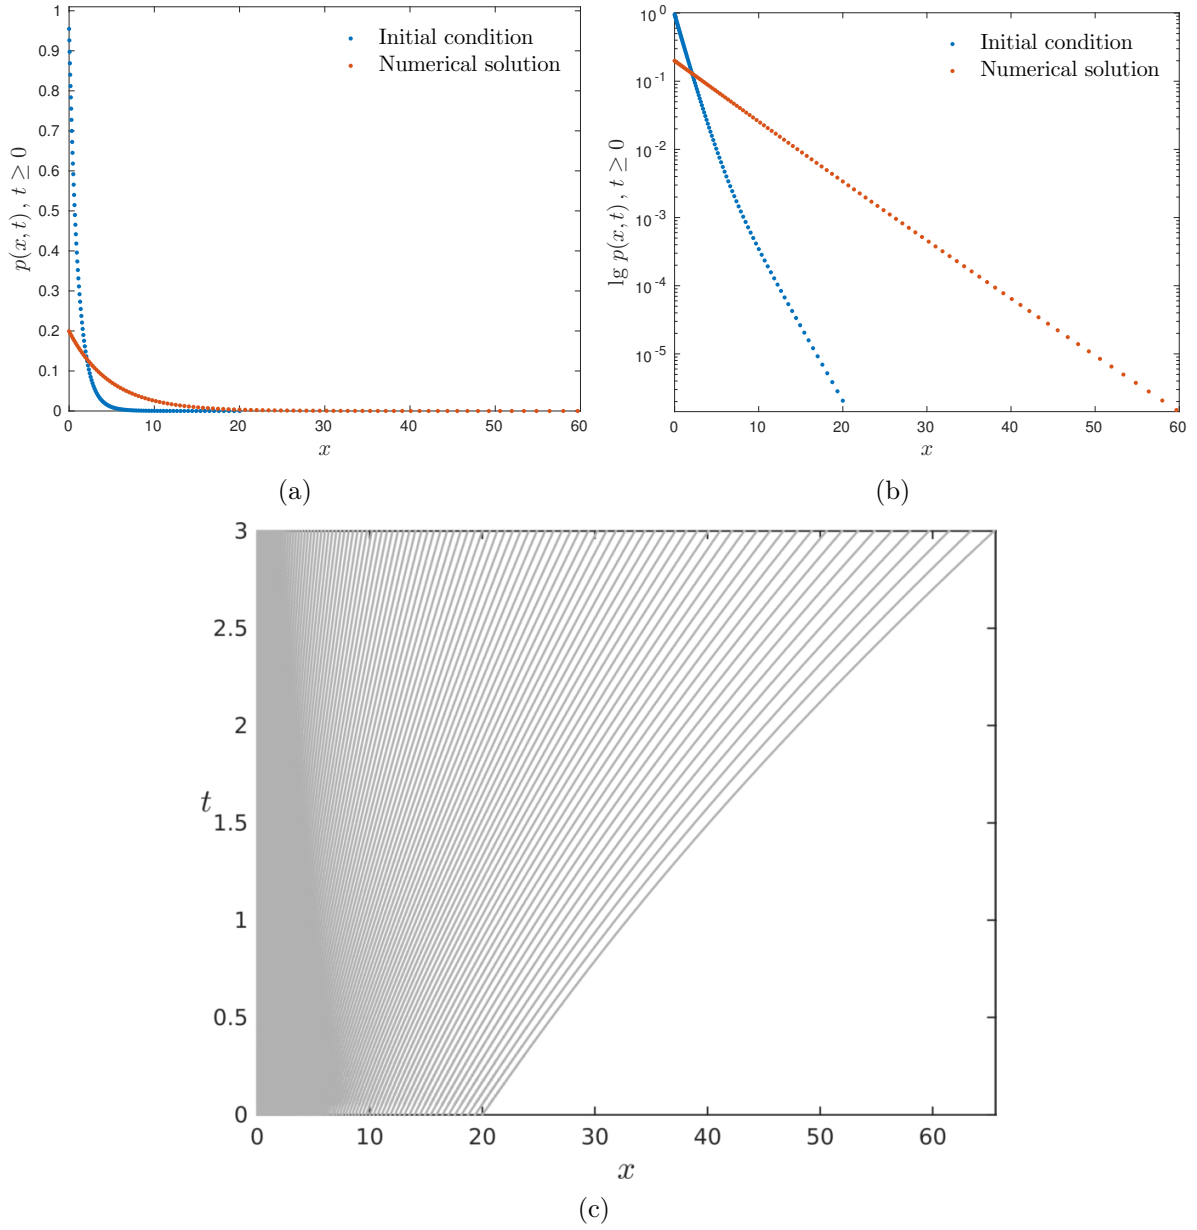 1
0.9
0.8
0.7
0.6
0.5
0.4
0.3
0.2
0.1
0
p(x, t) , t ≥ 0
Initial condition
Numerical solution
0 10 20 30 40 50 60
x
(a)
10^0
10^-1
10^-2
10^-3
10^-4
10^-5
lg p(x, t) , t ≥ 0
Initial condition
Numerical solution
0 10 20 30 40 50 60
x
(b)
3
2.5
2
1.5
1
0.5
0
t
0 10 20 30 40 50 60
x
(c)